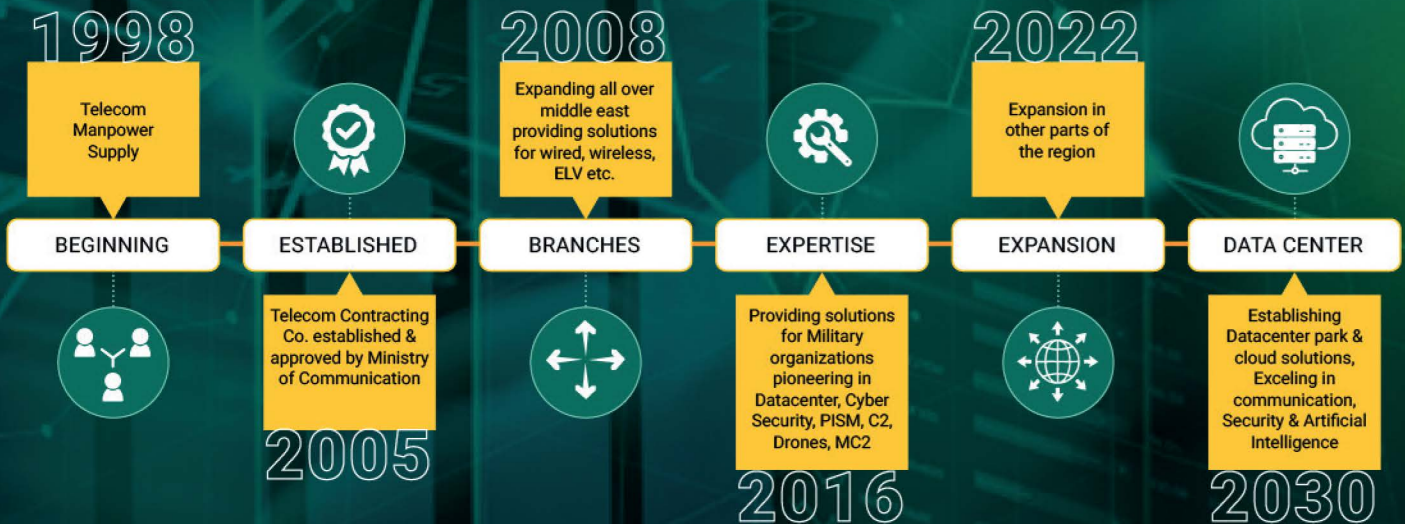 1998
Telecom
Manpower
Supply
BEGINNING
ESTABLISHED
Telecom Contracting
Co. established &
approved by Ministry
of Communication
2005
2008
Expanding all over
middle east
providing solutions
for wired, wireless,
ELV etc.
BRANCHES
EXPERTISE
Providing solutions
for Military
organizations
pioneering in
Datacenter, Cyber
Security, PISM, C2,
Drones, MC2
2016
2022
Expansion in
other parts of
the region
EXPANSION
DATA CENTER
Establishing
Datacenter park &
cloud solutions,
Exceling in
communication,
Security & Artificial
Intelligence
2030